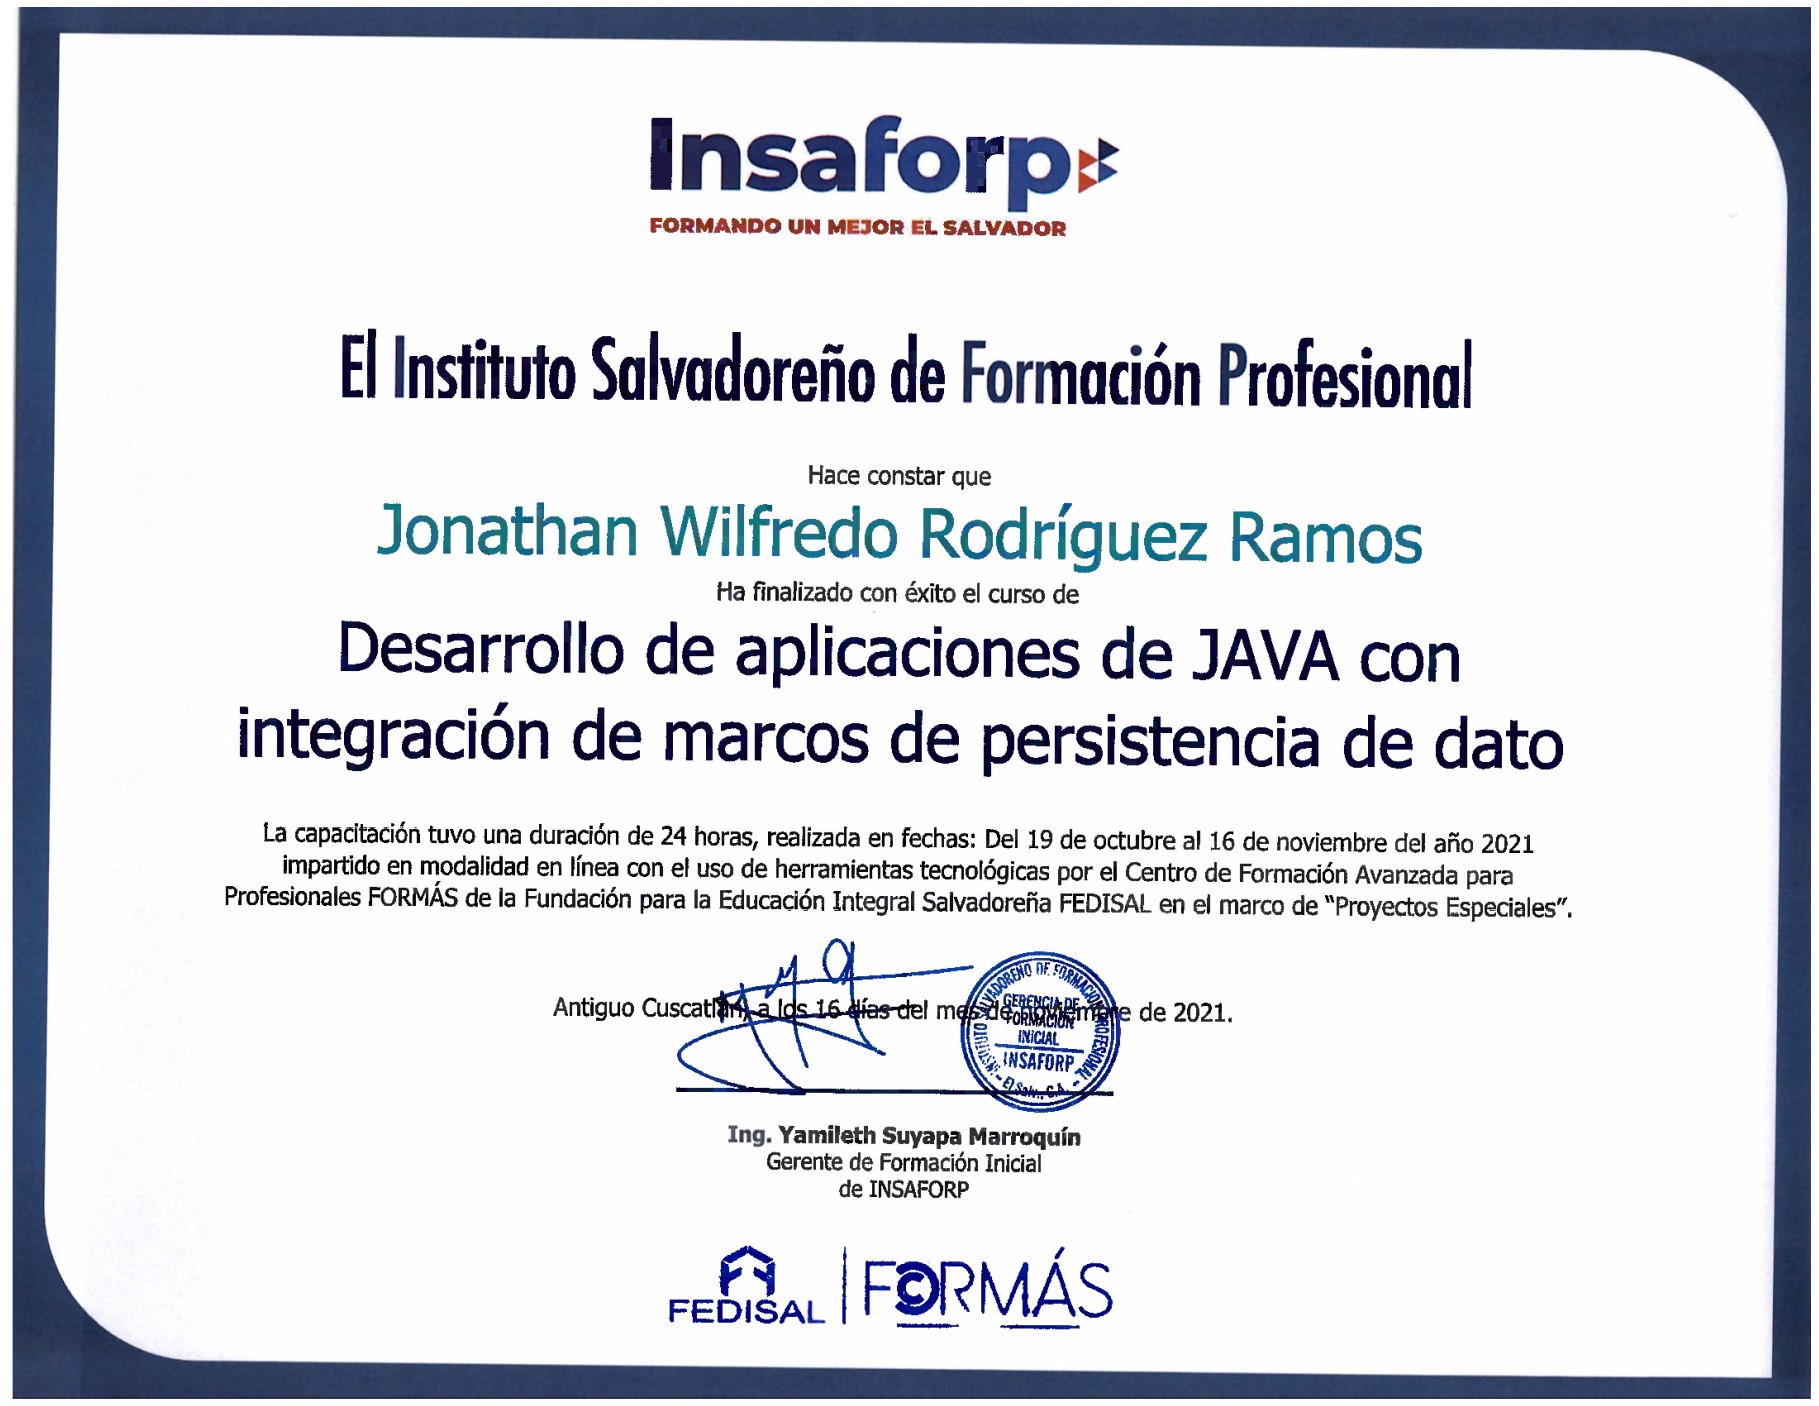 Insaforp
FORMANDO UN MEJOR EL SALVADOR
El Instituto Salvadoreño de Formación Profesional
Hace constar que
Jonathan Wilfredo Rodríguez Ramos
Ha finalizado con éxito el curso de
Desarrollo de aplicaciones de JAVA con
integración de marcos de persistencia de dato
La capacitación tuvo una duración de 24 horas, realizada en fechas: Del 19 de octubre al 16 de noviembre del año 2021
impartido en modalidad en línea con el uso de herramientas tecnológicas por el Centro de Formación Avanzada para
Profesionales FORMÁS de la Fundación para la Educación Integral Salvadoreña FEDISAL en el marco de "Proyectos Especiales".
Antiguo Cuscatlán, a los 16 días del mes de noviembre de 2021.
INSTITUTO SALVADOREÑO DE FORMACION PROFESIONAL
GERENCIA DE
FORMACIÓN
INICIAL
INSAFORP
- El Salv., C.A. -
Ing. Yamileth Suyapa Marroquín
Gerente de Formación Inicial
de INSAFORP
FEDISAL
FORMÁS